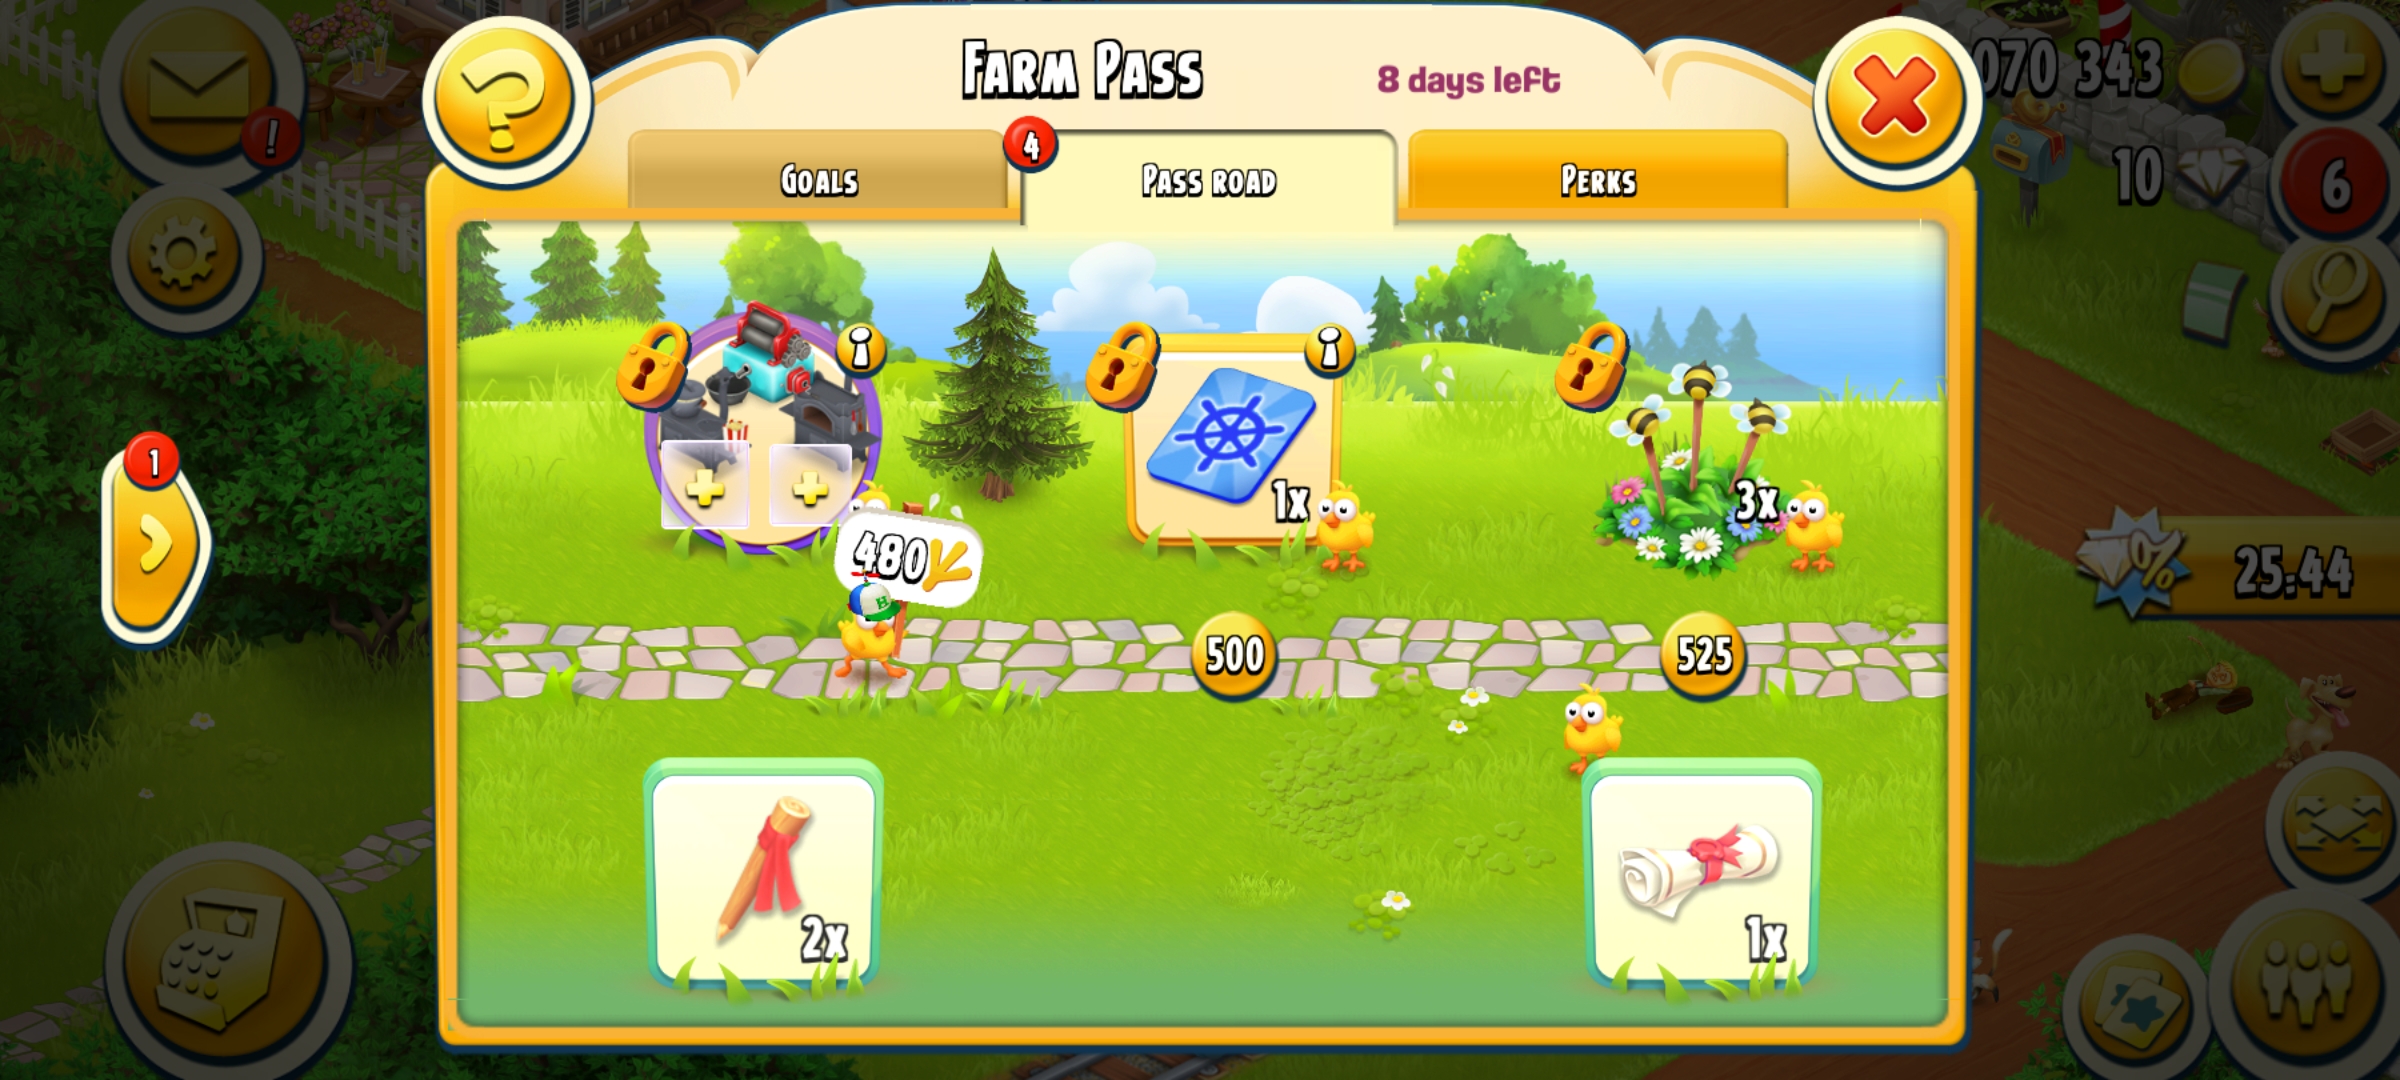 FARM PASS
8 days left
070 343
!
4
GOALS
PASS ROAD
PERKS
10
6
1
1x
3x
480
H
25:44
500
525
2x
1x